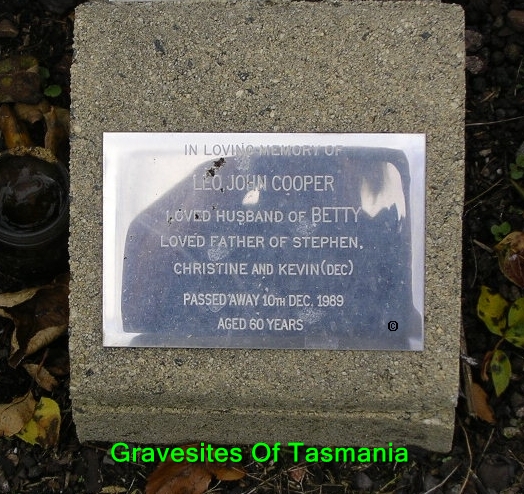 IN LOVING MEMORY OF
LEO JOHN COOPER
LOVED HUSBAND OF BETTY
LOVED FATHER OF STEPHEN,
CHRISTINE AND KEVIN (DEC)
PASSED AWAY 10TH DEC. 1989
AGED 60 YEARS
©
Gravesites Of Tasmania